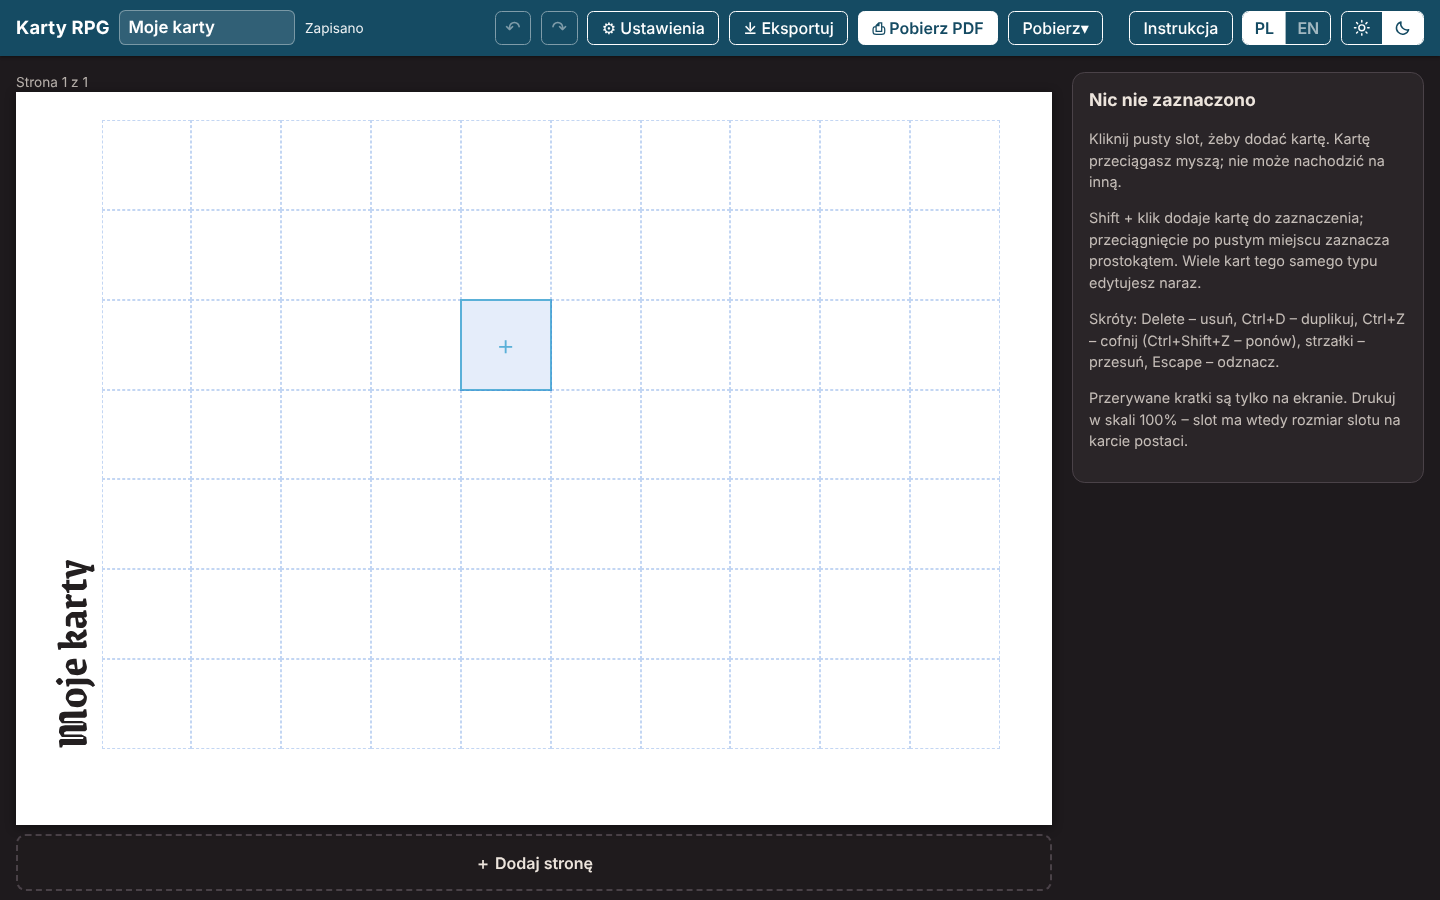 Karty RPG
Moje karty
Zapisano
↶
↷
⚙ Ustawienia
Eksportuj
⎙ Pobierz PDF
Pobierz▾
Instrukcja
PL
EN
Strona 1 z 1
+
Moje karty
+ Dodaj stronę
Nic nie zaznaczono
Kliknij pusty slot, żeby dodać kartę. Kartę
przeciągasz myszą; nie może nachodzić na
inną.
Shift + klik dodaje kartę do zaznaczenia;
przeciągnięcie po pustym miejscu zaznacza
prostokątem. Wiele kart tego samego typu
edytujesz naraz.
Skróty: Delete – usuń, Ctrl+D – duplikuj, Ctrl+Z
– cofnij (Ctrl+Shift+Z – ponów), strzałki –
przesuń, Escape – odznacz.
Przerywane kratki są tylko na ekranie. Drukuj
w skali 100% – slot ma wtedy rozmiar slotu na
karcie postaci.